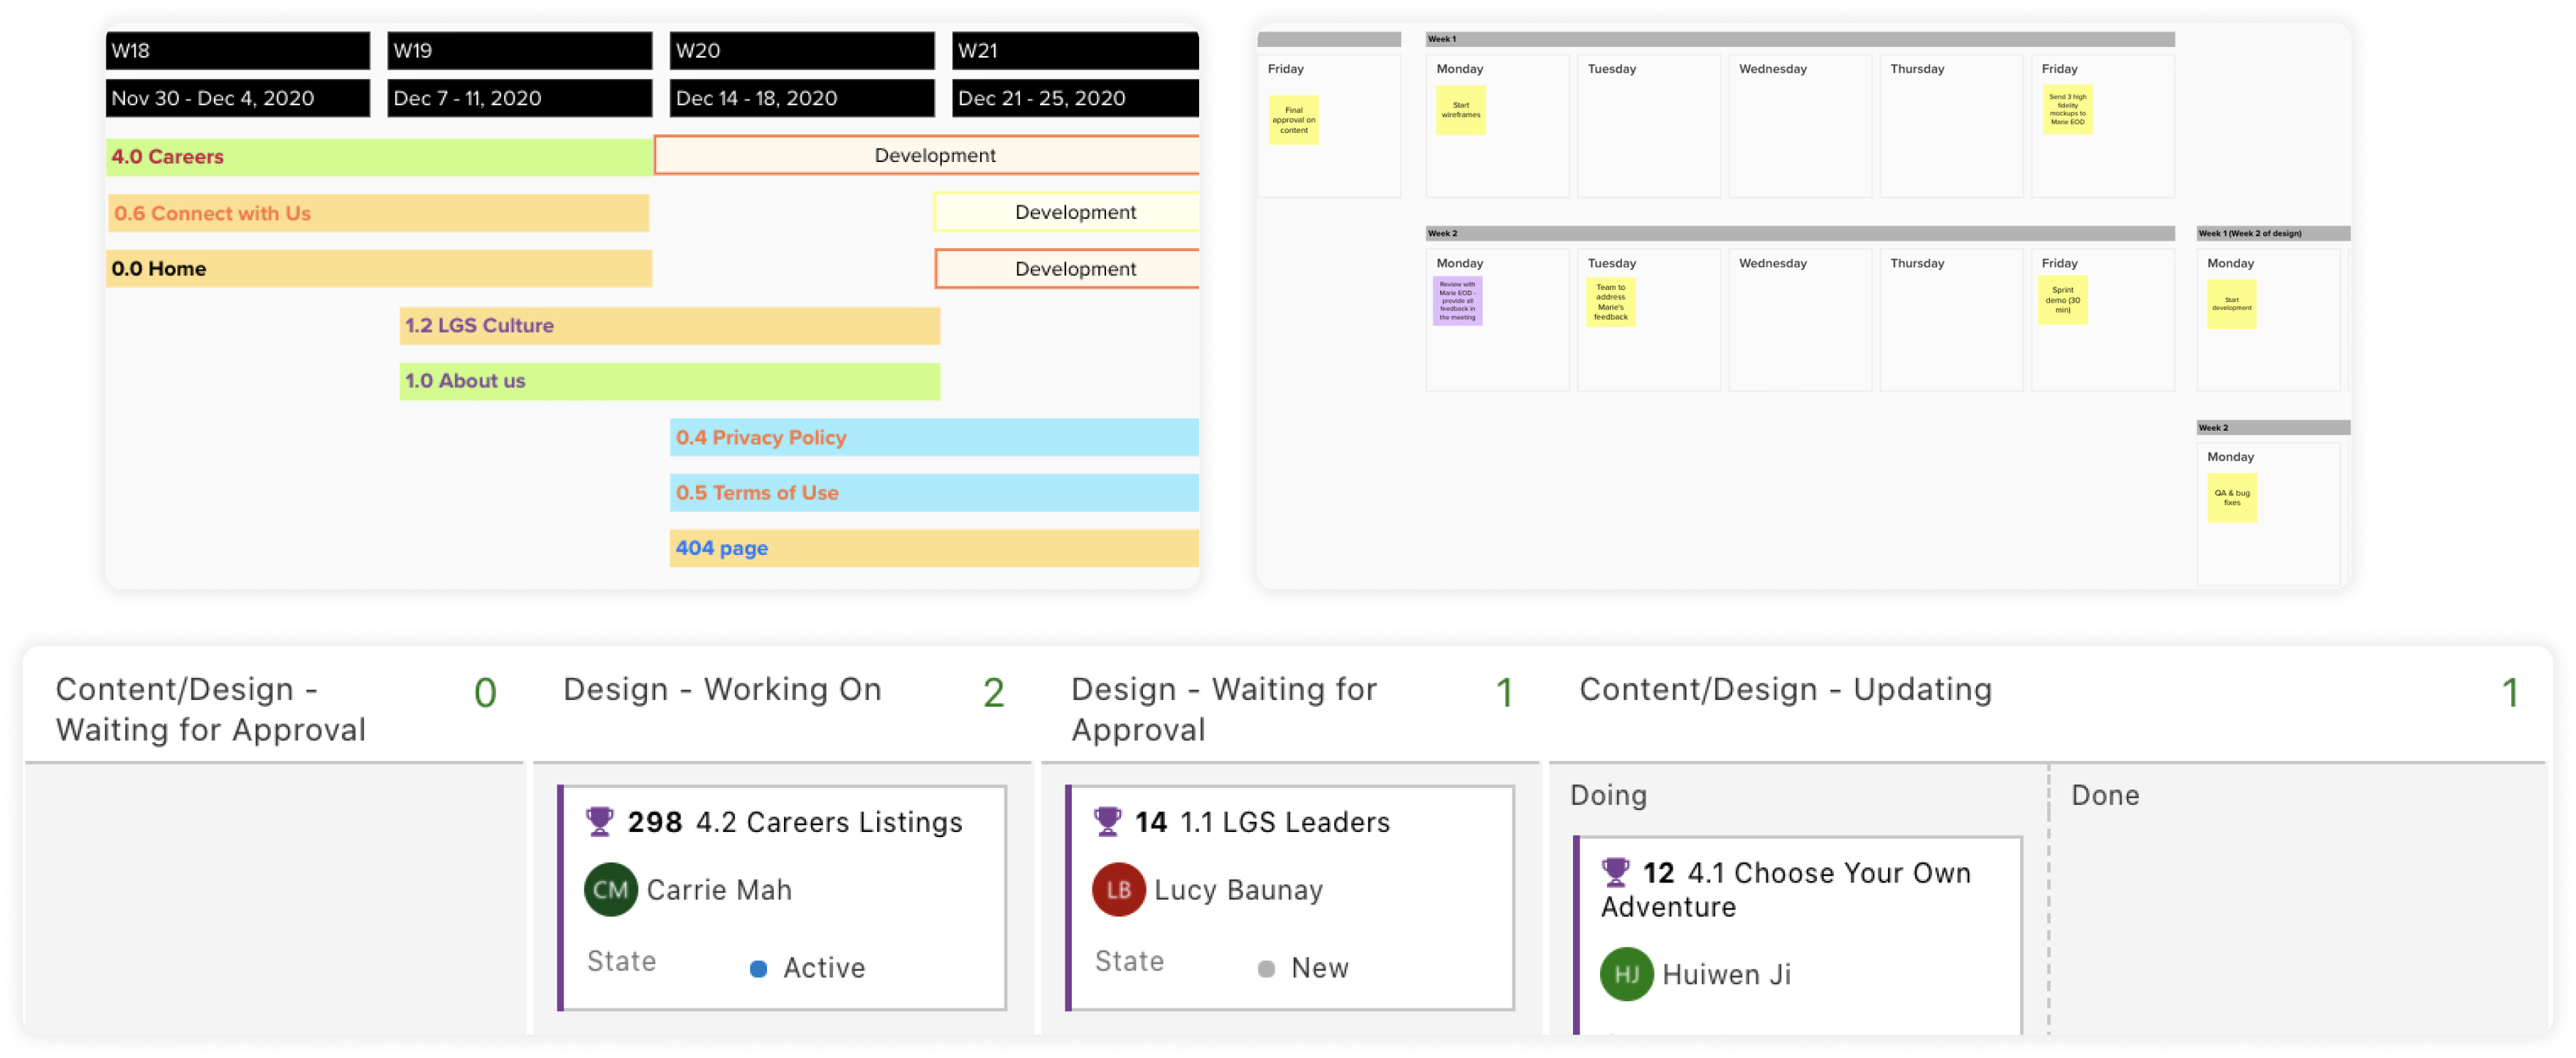 W18
W19
W20
W21
Nov 30 - Dec 4, 2020
Dec 7 - 11, 2020
Dec 14 - 18, 2020
Dec 21 - 25, 2020
4.0 Careers
Development
0.6 Connect with Us
Development
0.0 Home
Development
1.2 LGS Culture
1.0 About us
0.4 Privacy Policy
0.5 Terms of Use
404 page
Week 1
Friday
Monday
Tuesday
Wednesday
Thursday
Friday
Final
approval on
content
Start
wireframes
Send 3 high
fidelity
mockups to
Marie EOD
Week 2
Week 1 (Week 2 of design)
Monday
Tuesday
Wednesday
Thursday
Friday
Monday
Review with
Marie EOD -
provide all
feedback in
the meeting
Team to
address
Marie's
feedback
Sprint
demo (30
min)
Start
development
Week 2
Monday
QA & bug
fixes
Content/Design -
Waiting for Approval
0
Design - Working On
2
Design - Waiting for
Approval
1
Content/Design - Updating
1
298 4.2 Careers Listings
CM Carrie Mah
State Active
14 1.1 LGS Leaders
LB Lucy Baunay
State New
Doing
12 4.1 Choose Your Own
Adventure
HJ Huiwen Ji
Done